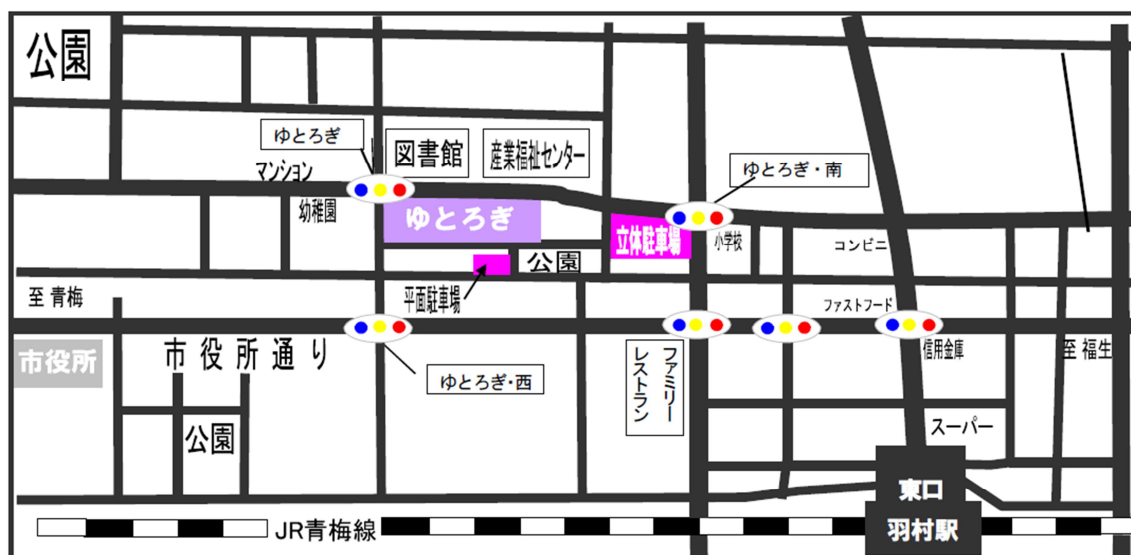 公園
ゆとろぎ
図書館
産業福祉センター
マンション
ゆとろぎ・南
幼稚園
ゆとろぎ
立体駐車場
小学校
コンビニ
公園
至 青梅
平面駐車場
ファストフード
市役所
市役所通り
信用金庫
至 福生
ゆとろぎ・西
ファミリー
レストラン
公園
スーパー
東口
羽村駅
JR青梅線